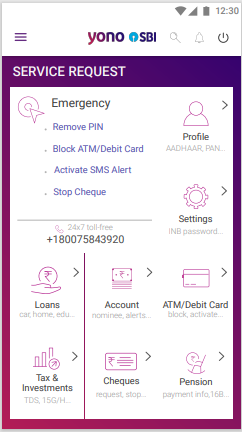 12:30
yono SBI
SERVICE REQUEST
Emergency
Remove PIN
Block ATM/Debit Card
Activate SMS Alert
Stop Cheque
24x7 toll-free
+180075843920
Profile
AADHAAR, PAN..
Settings
INB password...
Loans
car, home, edu...
Account
nominee, alerts...
ATM/Debit Card
block, activate...
Tax &
Investments
TDS, 15G/H...
Cheques
request, stop...
Pension
payment info,16B...